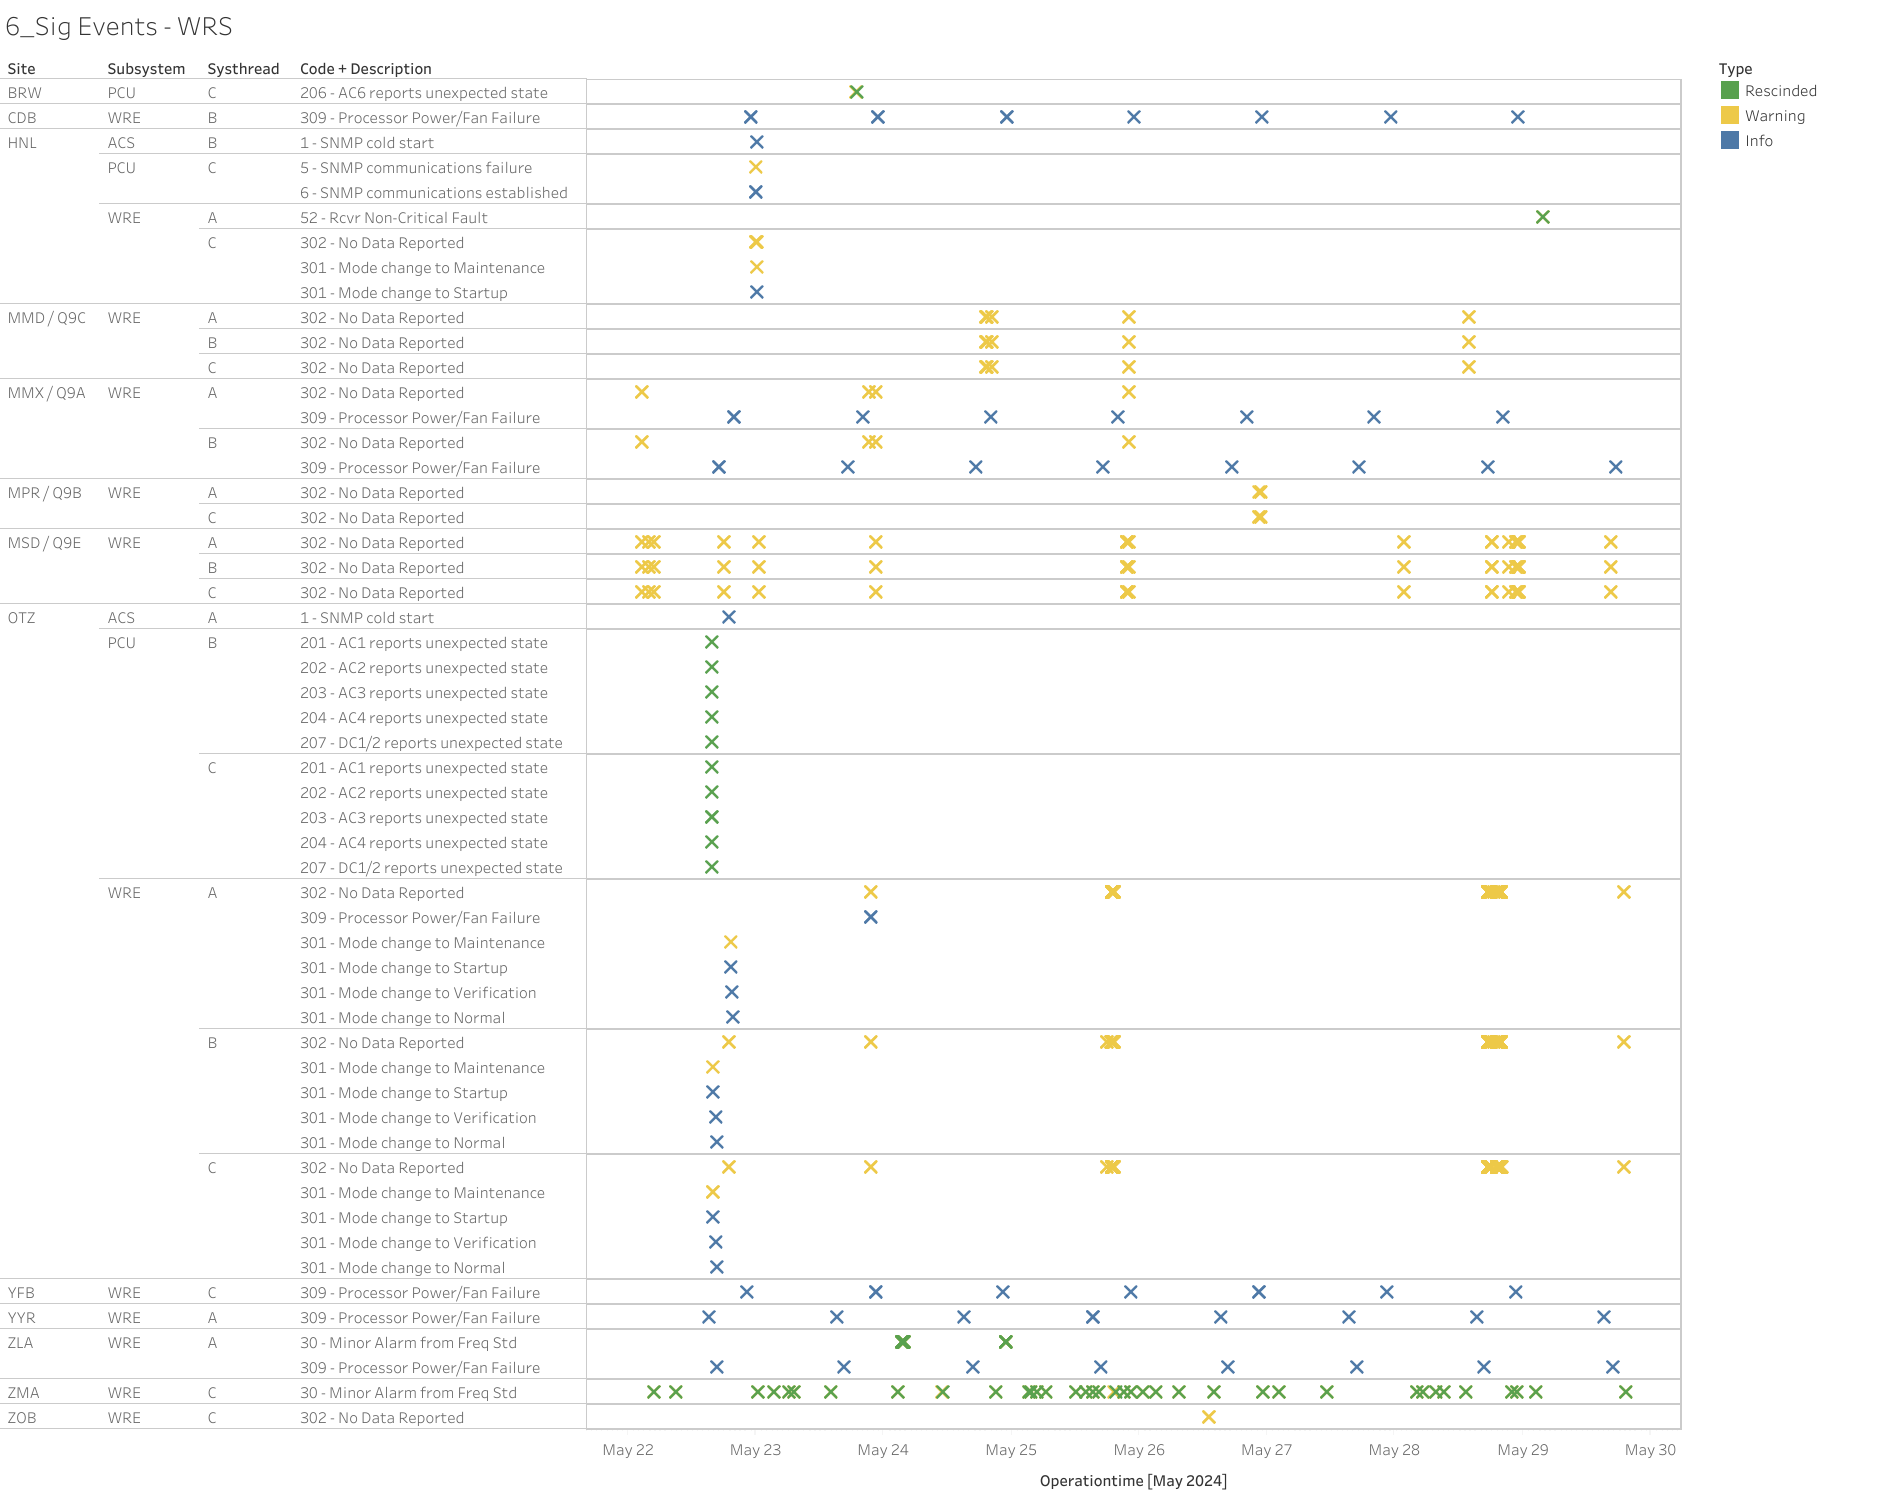 6_Sig Events - WRS
Site Subsystem Systhread Code + Description
Type
BRW PCU C 206 - AC6 reports unexpected state
Rescinded
CDB WRE B 309 - Processor Power/Fan Failure
Warning
HNL ACS B 1 - SNMP cold start
Info
PCU C 5 - SNMP communications failure
6 - SNMP communications established
WRE A 52 - Rcvr Non-Critical Fault
C 302 - No Data Reported
301 - Mode change to Maintenance
301 - Mode change to Startup
MMD / Q9C WRE A 302 - No Data Reported
B 302 - No Data Reported
C 302 - No Data Reported
MMX / Q9A WRE A 302 - No Data Reported
309 - Processor Power/Fan Failure
B 302 - No Data Reported
309 - Processor Power/Fan Failure
MPR / Q9B WRE A 302 - No Data Reported
C 302 - No Data Reported
MSD / Q9E WRE A 302 - No Data Reported
B 302 - No Data Reported
C 302 - No Data Reported
OTZ ACS A 1 - SNMP cold start
PCU B 201 - AC1 reports unexpected state
202 - AC2 reports unexpected state
203 - AC3 reports unexpected state
204 - AC4 reports unexpected state
207 - DC1/2 reports unexpected state
C 201 - AC1 reports unexpected state
202 - AC2 reports unexpected state
203 - AC3 reports unexpected state
204 - AC4 reports unexpected state
207 - DC1/2 reports unexpected state
WRE A 302 - No Data Reported
309 - Processor Power/Fan Failure
301 - Mode change to Maintenance
301 - Mode change to Startup
301 - Mode change to Verification
301 - Mode change to Normal
B 302 - No Data Reported
301 - Mode change to Maintenance
301 - Mode change to Startup
301 - Mode change to Verification
301 - Mode change to Normal
C 302 - No Data Reported
301 - Mode change to Maintenance
301 - Mode change to Startup
301 - Mode change to Verification
301 - Mode change to Normal
YFB WRE C 309 - Processor Power/Fan Failure
YYR WRE A 309 - Processor Power/Fan Failure
ZLA WRE A 30 - Minor Alarm from Freq Std
309 - Processor Power/Fan Failure
ZMA WRE C 30 - Minor Alarm from Freq Std
ZOB WRE C 302 - No Data Reported
May 22 May 23 May 24 May 25 May 26 May 27 May 28 May 29 May 30
Operationtime [May 2024]